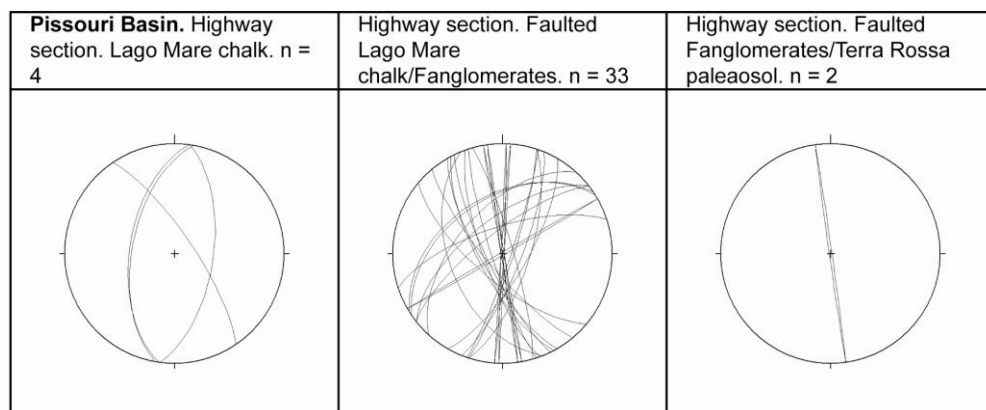 Pissouri Basin. Highway
section. Lago Mare chalk. n =
4
Highway section. Faulted
Lago Mare
chalk/Fanglomerates. n = 33
Highway section. Faulted
Fanglomerates/Terra Rossa
paleaosol. n = 2